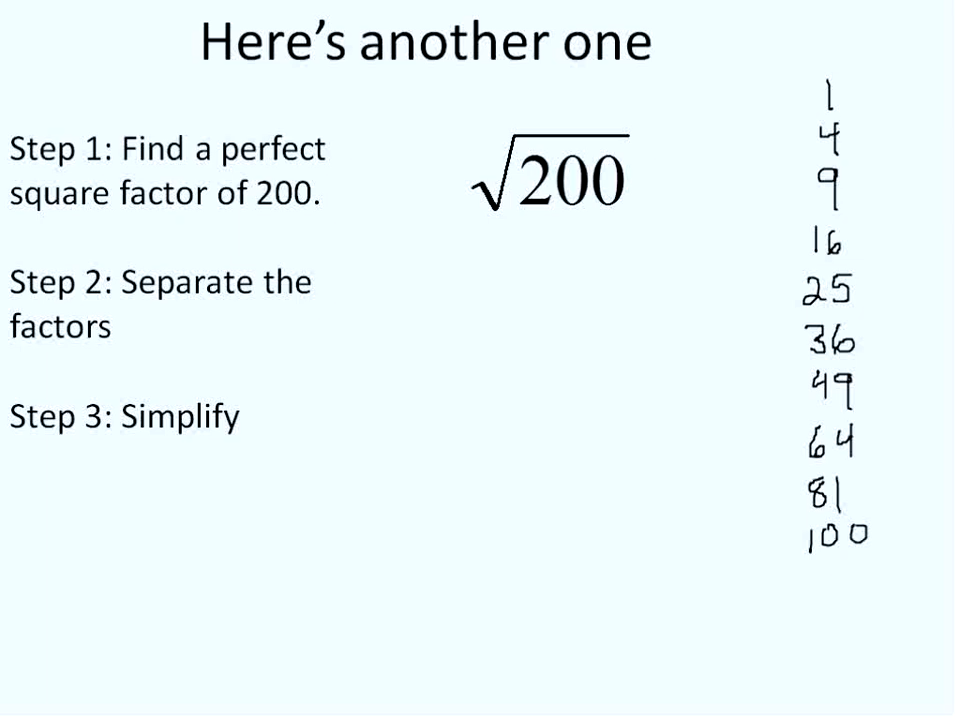 Here's another one
Step 1: Find a perfect
square factor of 200.
√200
Step 2: Separate the
factors
Step 3: Simplify
1
4
9
16
25
36
49
64
81
100